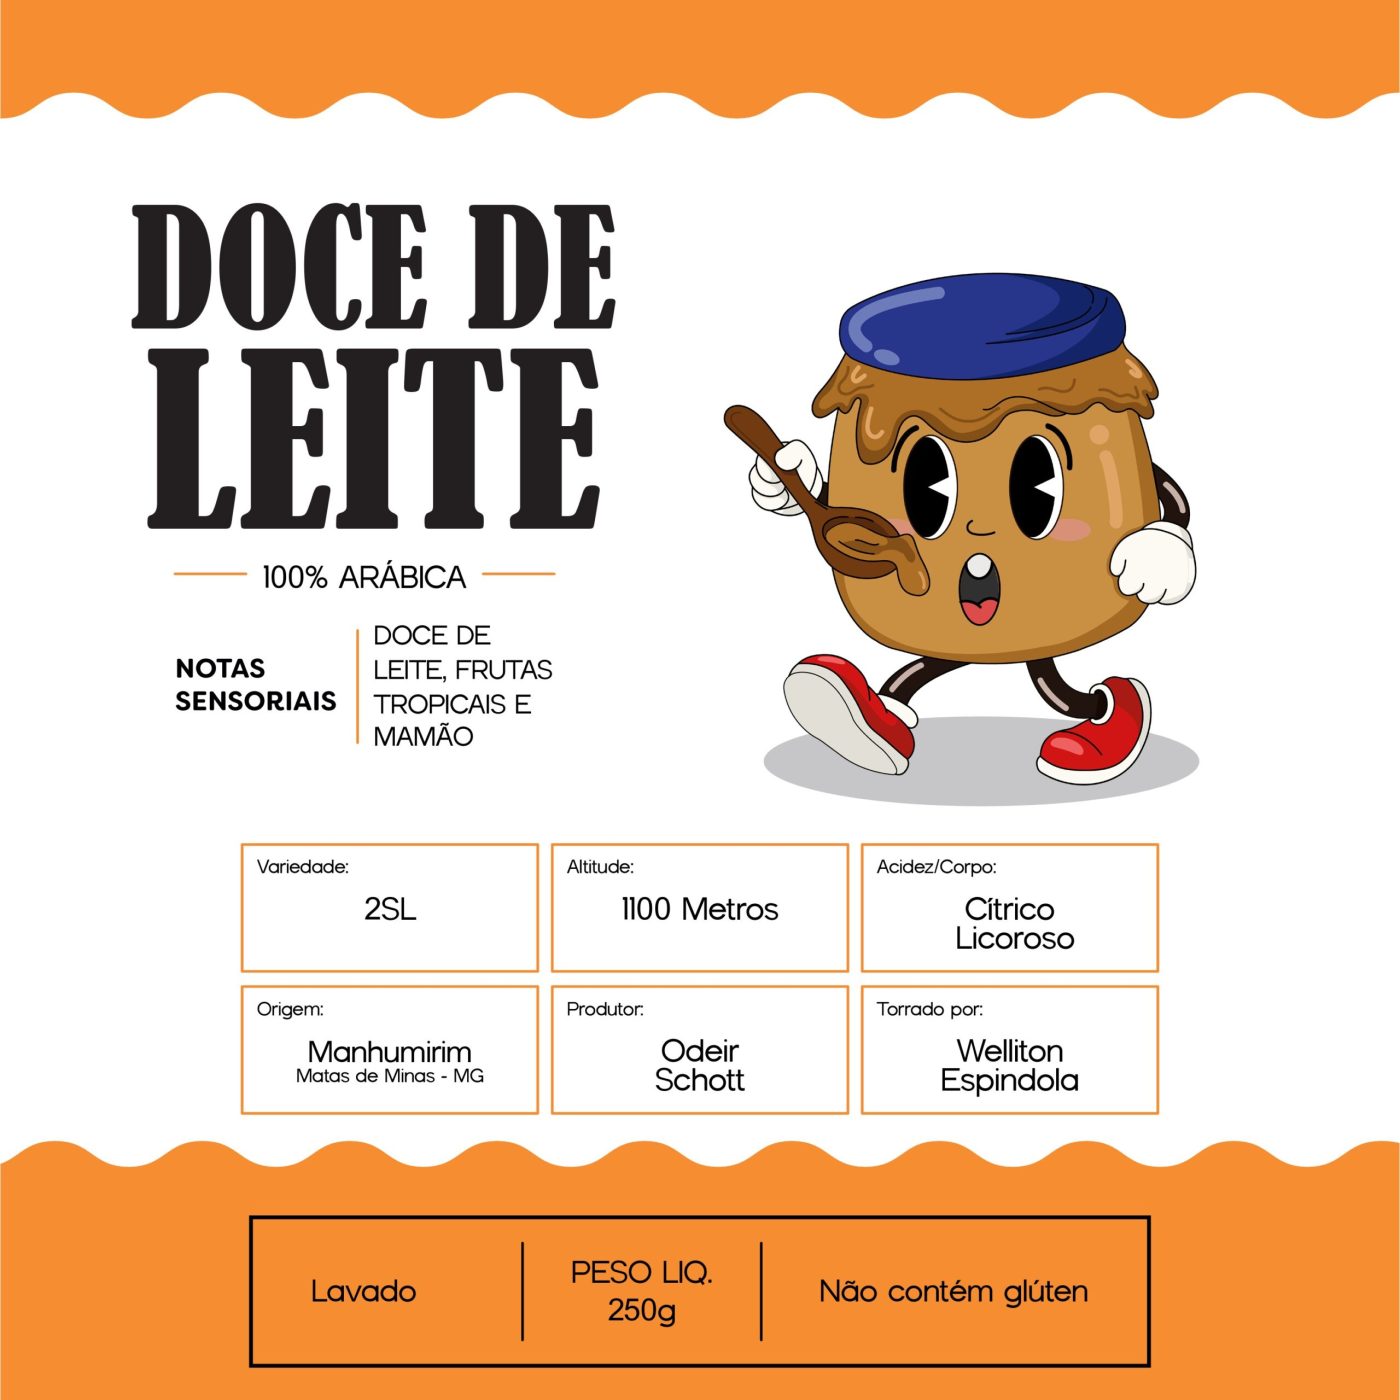 DOCE DE
LEITE
100% ARÁBICA
NOTAS
SENSORIAIS
DOCE DE
LEITE, FRUTAS
TROPICAIS E
MAMÃO
Variedade:
2SL
Altitude:
1100 Metros
Acidez/Corpo:
Cítrico
Licoroso
Origem:
Manhumirim
Matas de Minas - MG
Produtor:
Odeir
Schott
Torrado por:
Welliton
Espindola
Lavado
PESO LIQ.
250g
Não contém glúten